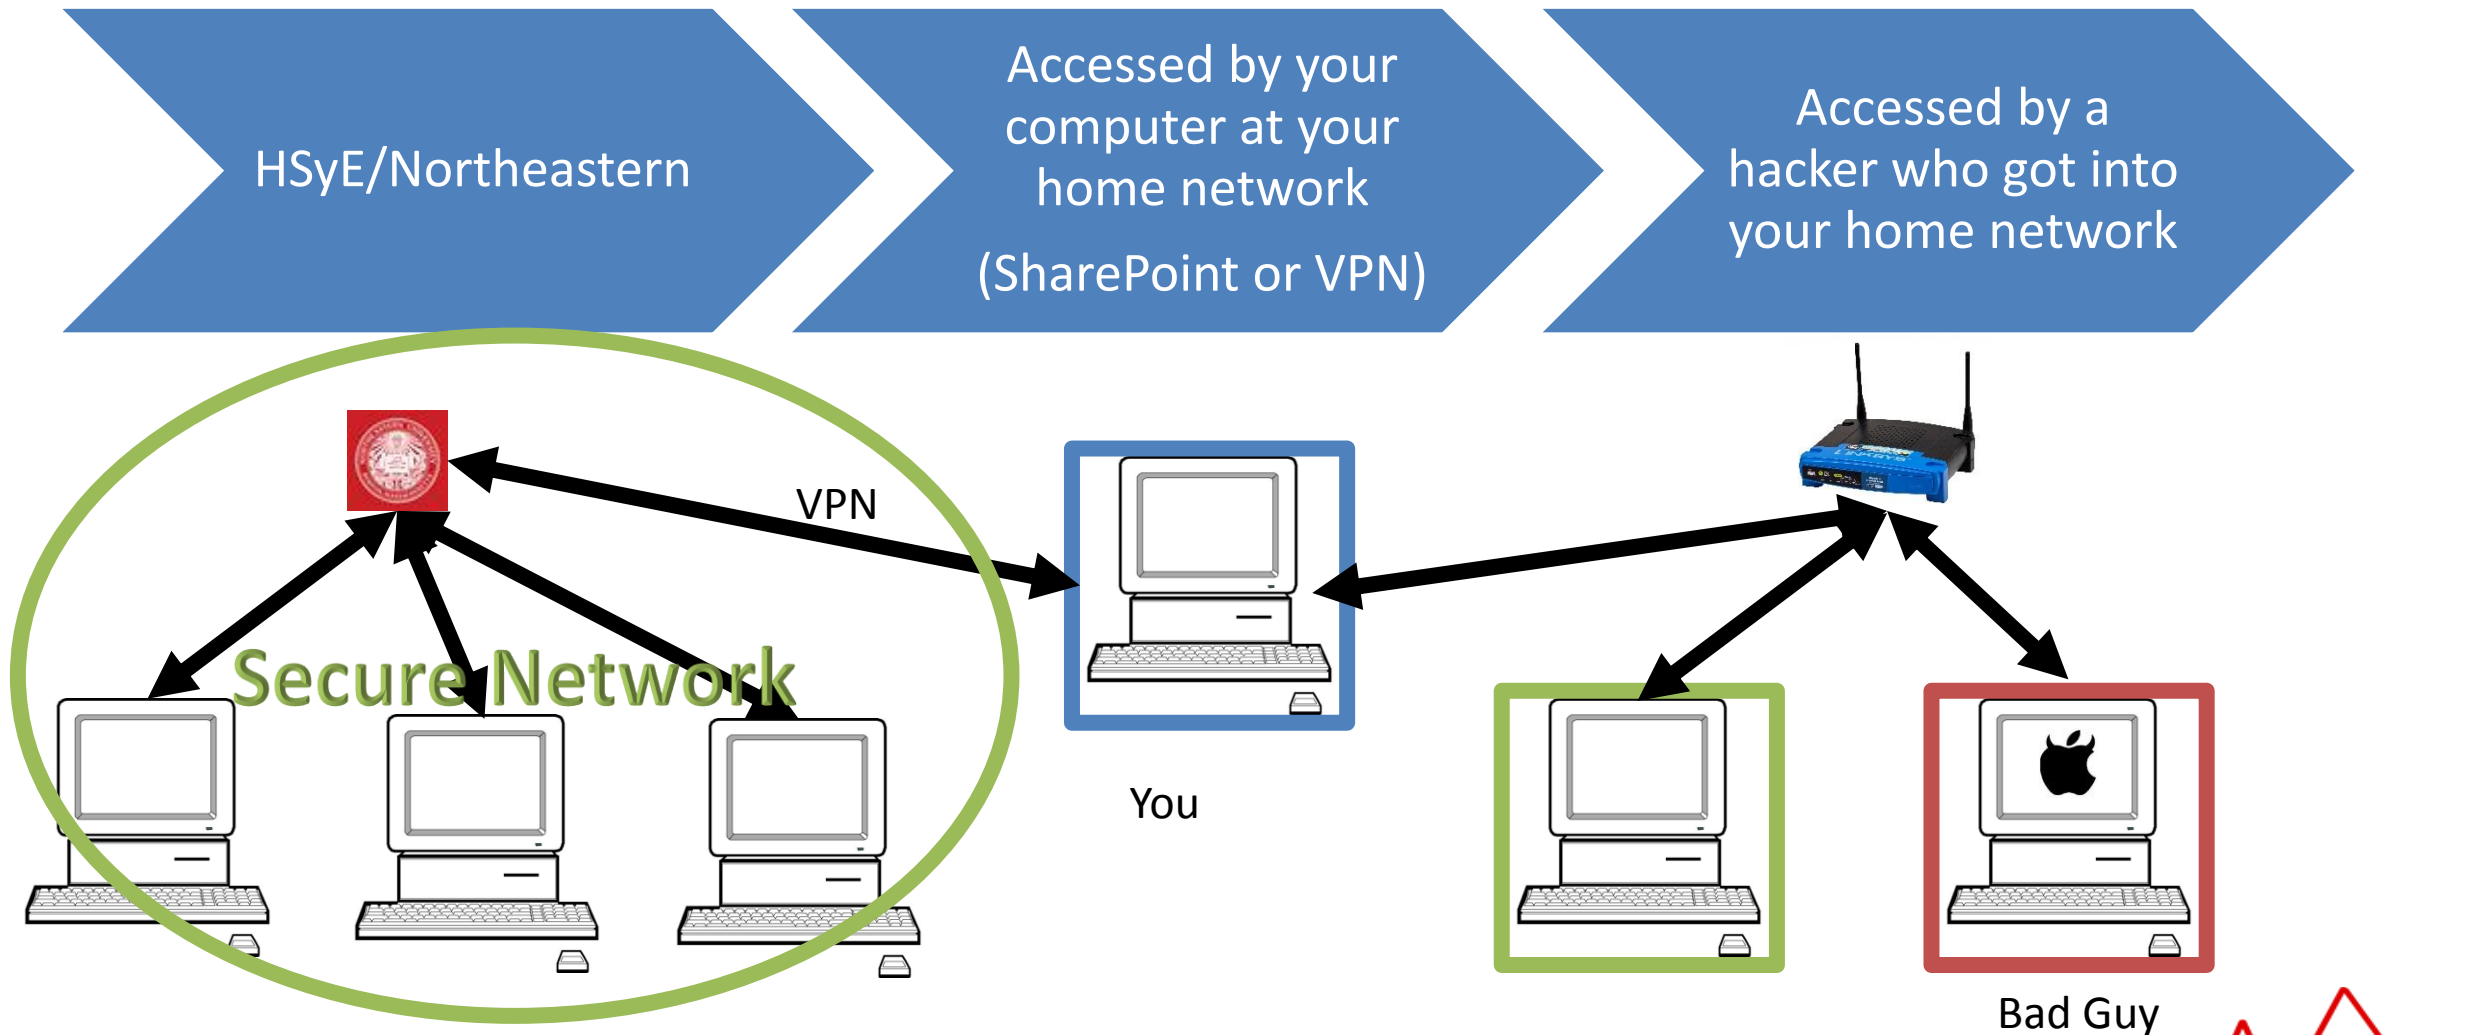 HSyE/Northeastern
Accessed by your
computer at your
home network
(SharePoint or VPN)
Accessed by a
hacker who got into
your home network
VPN
LINKSYS
Secure Network
You
Bad Guy